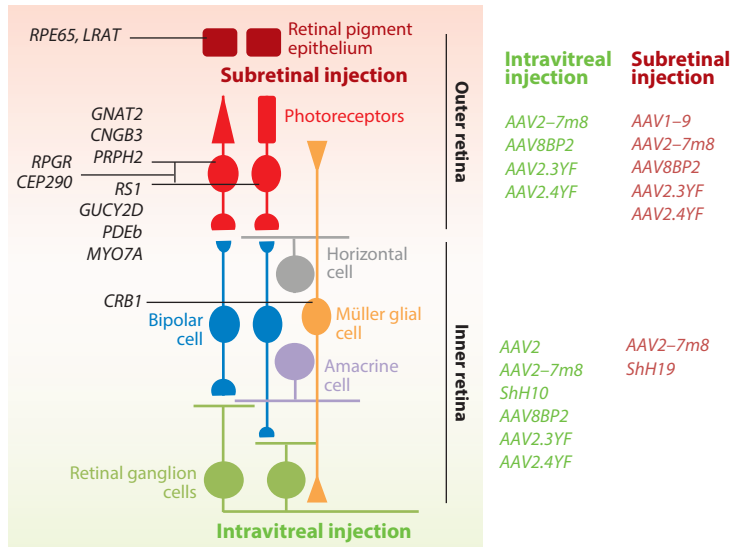 RPE65, LRAT
Retinal pigment
epithelium
Subretinal injection
GNAT2
CNGB3
PRPH2
RPGR
CEP290
RS1
GUCY2D
PDEb
MYO7A
Photoreceptors
Outer retina
Horizontal
cell
CRB1
Bipolar
cell
Müller glial
cell
Amacrine
cell
Inner retina
Retinal ganglion
cells
Intravitreal injection
Intravitreal
injection
AAV2–7m8
AAV8BP2
AAV2.3YF
AAV2.4YF
Subretinal
injection
AAV1–9
AAV2–7m8
AAV8BP2
AAV2.3YF
AAV2.4YF
AAV2
AAV2–7m8
ShH10
AAV8BP2
AAV2.3YF
AAV2.4YF
AAV2–7m8
ShH19